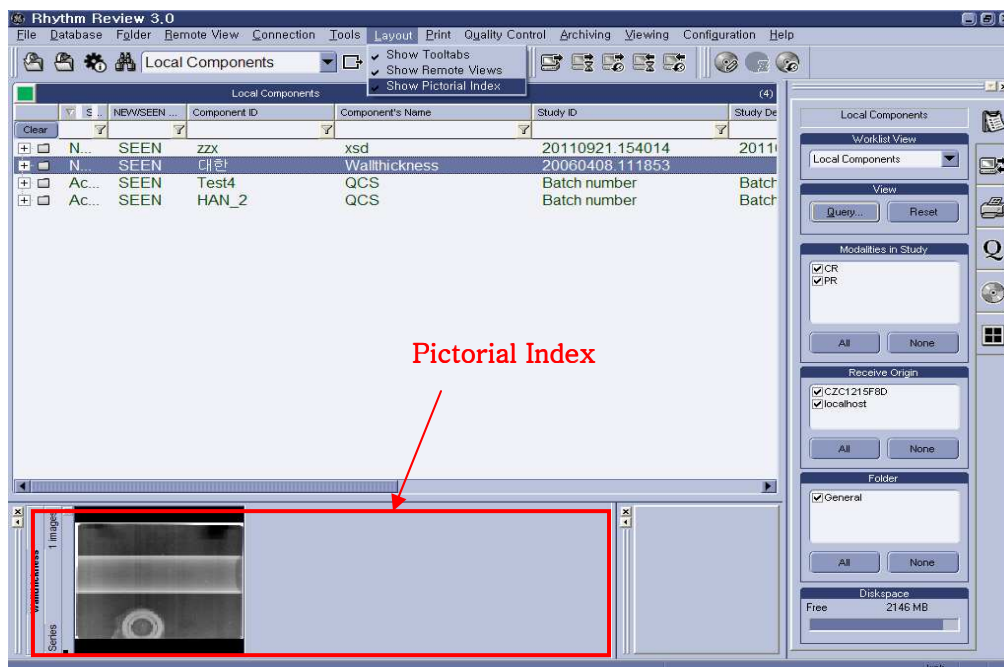 Rhythm Review 3.0
File Database Folder Remote View Connection Tools Layout Print Quality Control Archiving Viewing Configuration Help
Local Components
Show Tooltabs
Show Remote Views
Show Pictorial Index
Local Components (4)
S... NEW/SEEN ... Component ID Component's Name Study ID Study De
Clear
N... SEEN zzx xsd 20110921.154014 2011
N... SEEN 대한 Wallthickness 20060408.111853
Ac... SEEN Test4 QCS Batch number Batch
Ac... SEEN HAN_2 QCS Batch number Batch
Pictorial Index
Wallthickness
Series 1 images
Local Components
Worklist View
Local Components
View
Query... Reset
Modalities in Study
CR
PR
All None
Receive Origin
CZC1215F8D
localhost
All None
Folder
General
All None
Diskspace
Free 2146 MB
Q